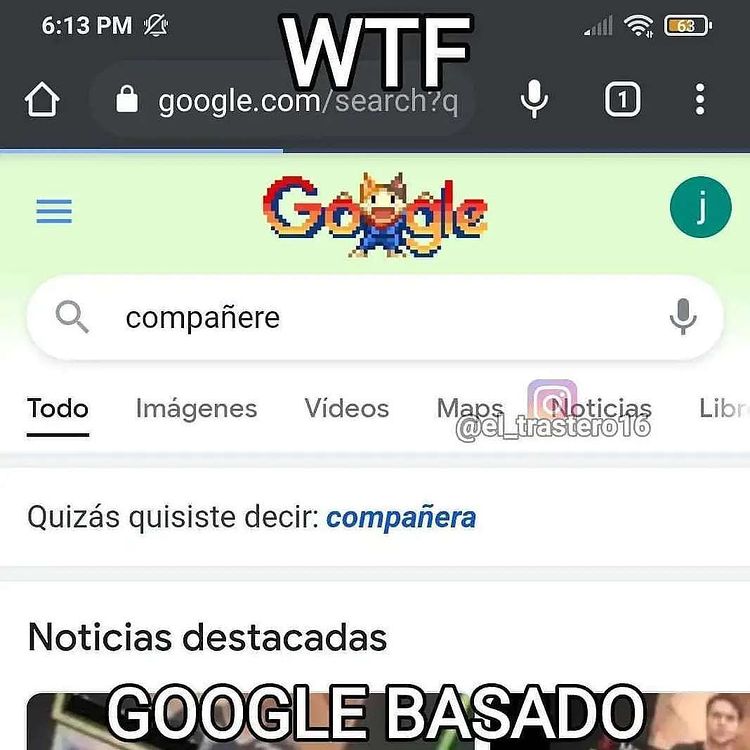 6:13 PM
63
WTF
google.com/search?q
1
Google
j
compañere
Todo Imágenes Vídeos Maps Noticias Libr
@el_trastero16
Quizás quisiste decir: compañera
Noticias destacadas
GOOGLE BASADO